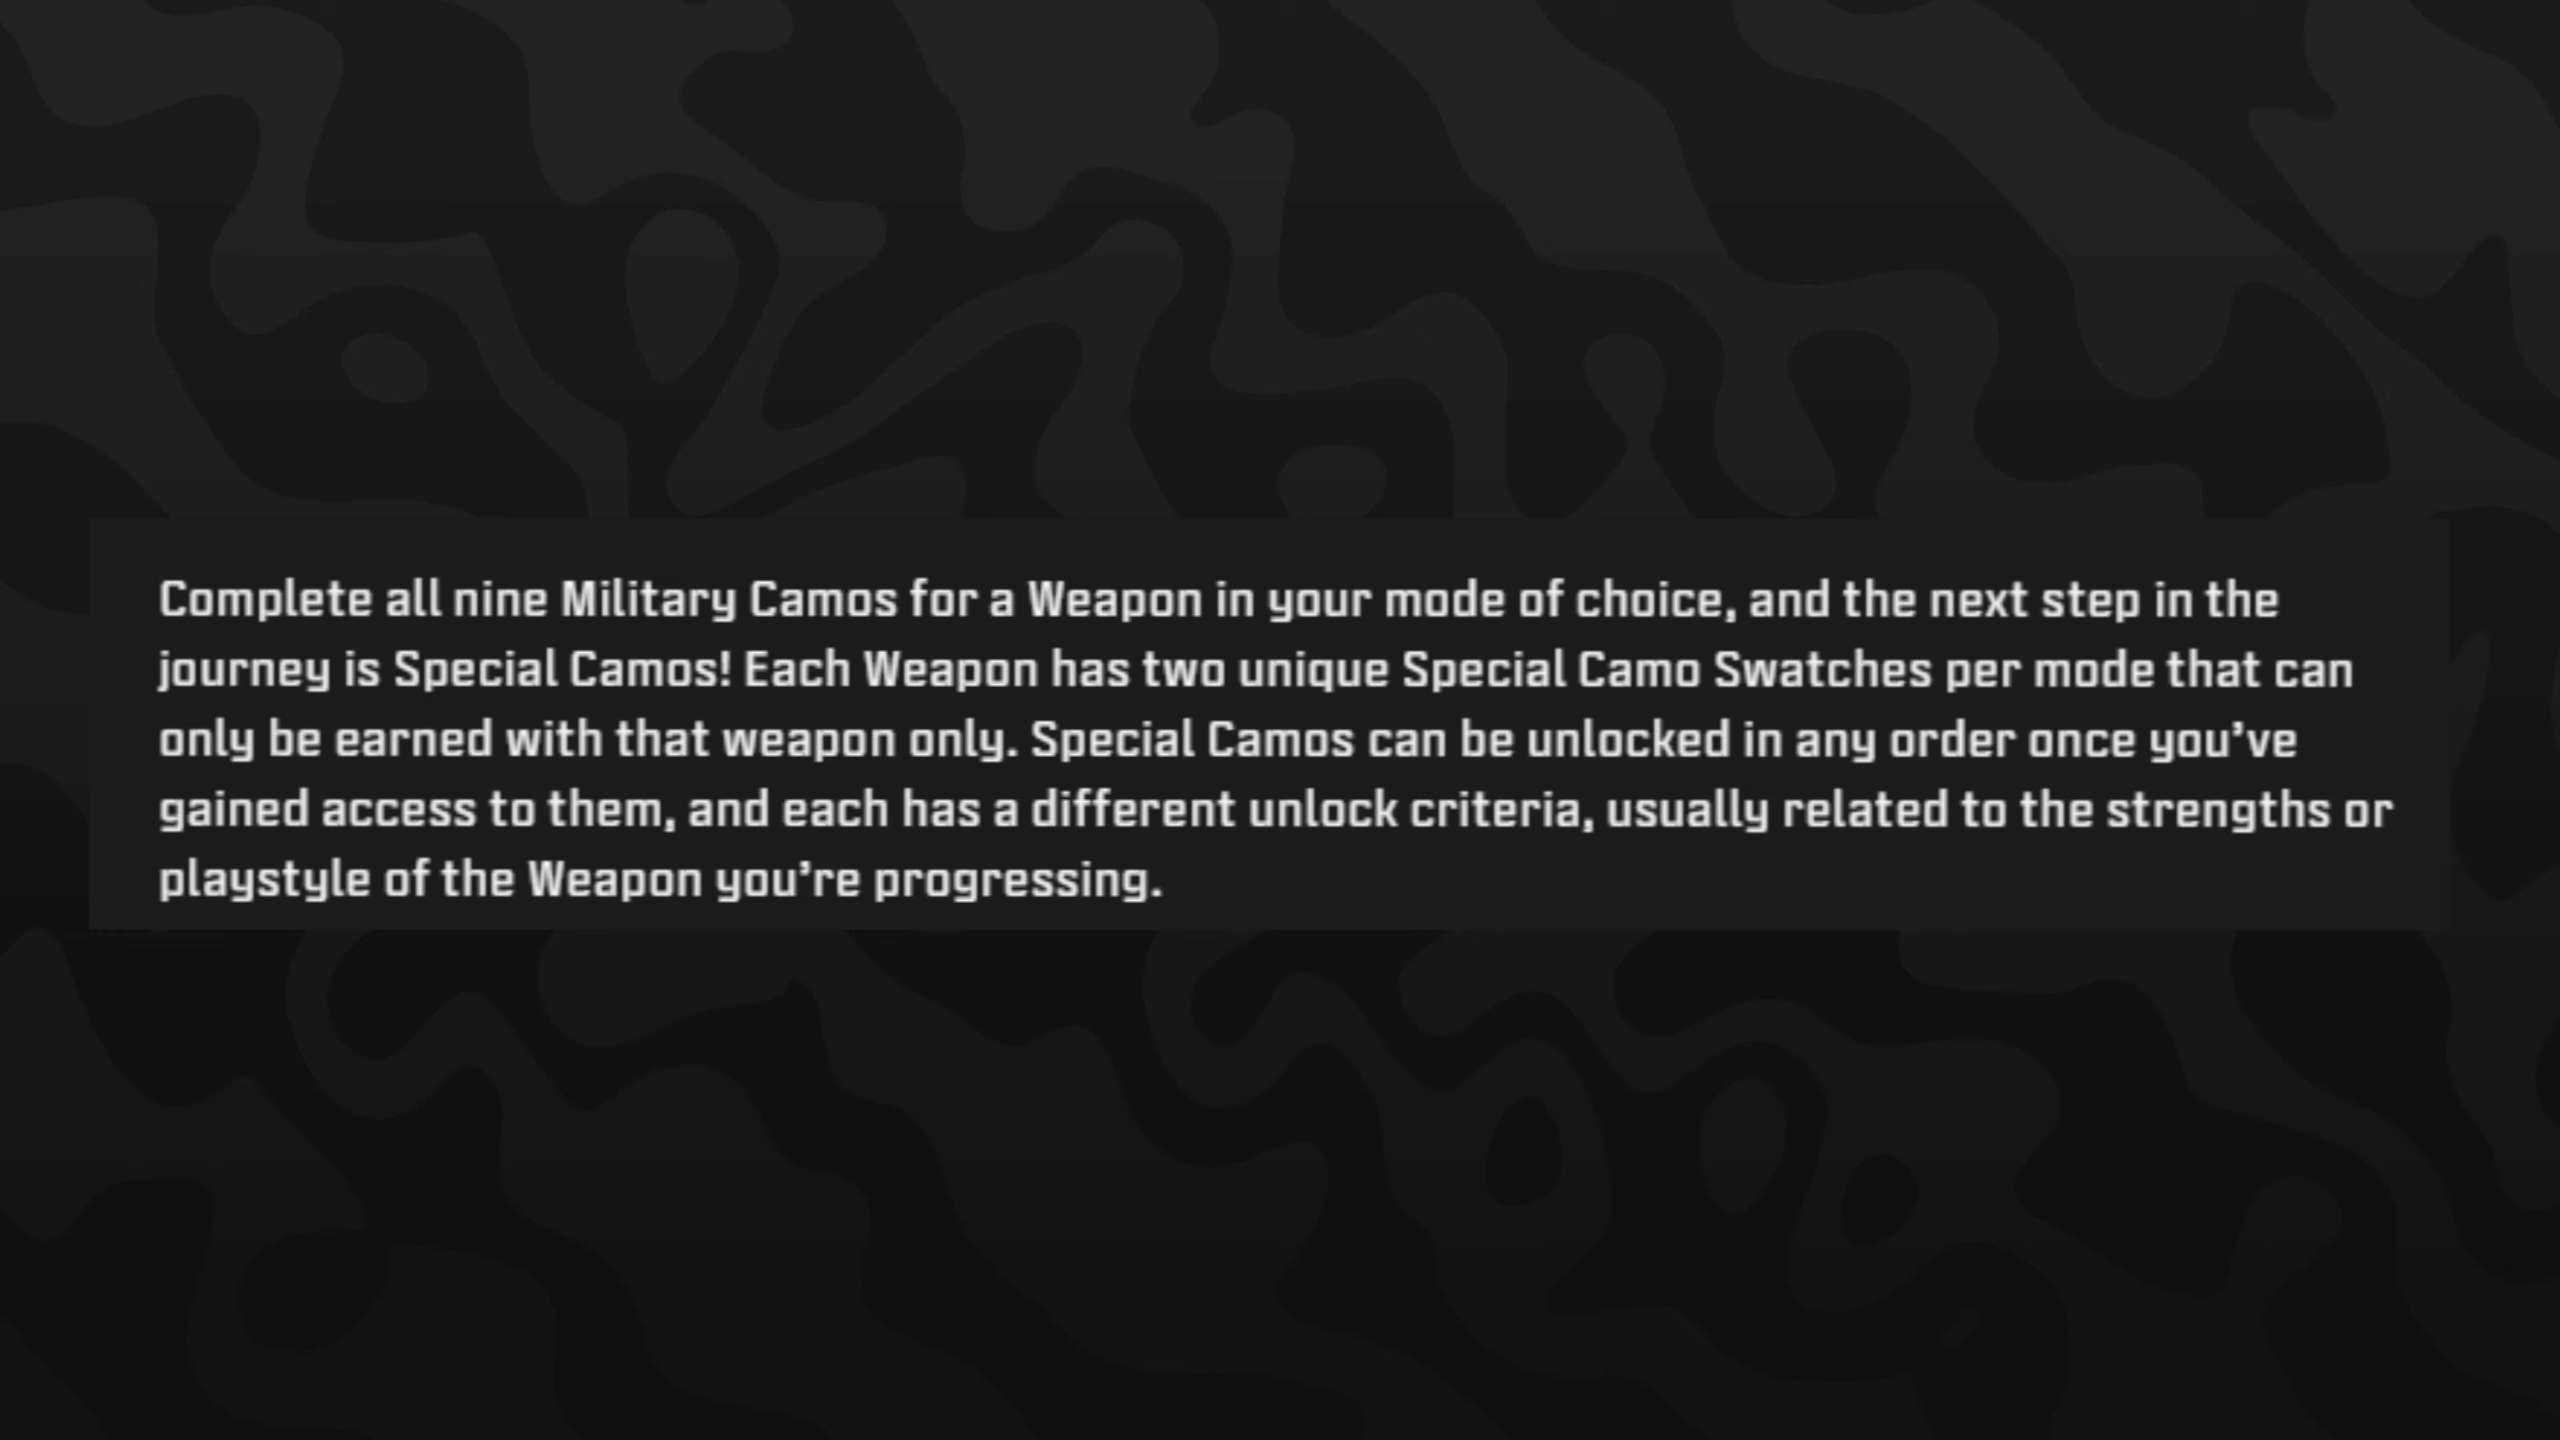 Complete all nine Military Camos for a Weapon in your mode of choice, and the next step in the
journey is Special Camos! Each Weapon has two unique Special Camo Swatches per mode that can
only be earned with that weapon only. Special Camos can be unlocked in any order once you’ve
gained access to them, and each has a different unlock criteria, usually related to the strengths or
playstyle of the Weapon you’re progressing.